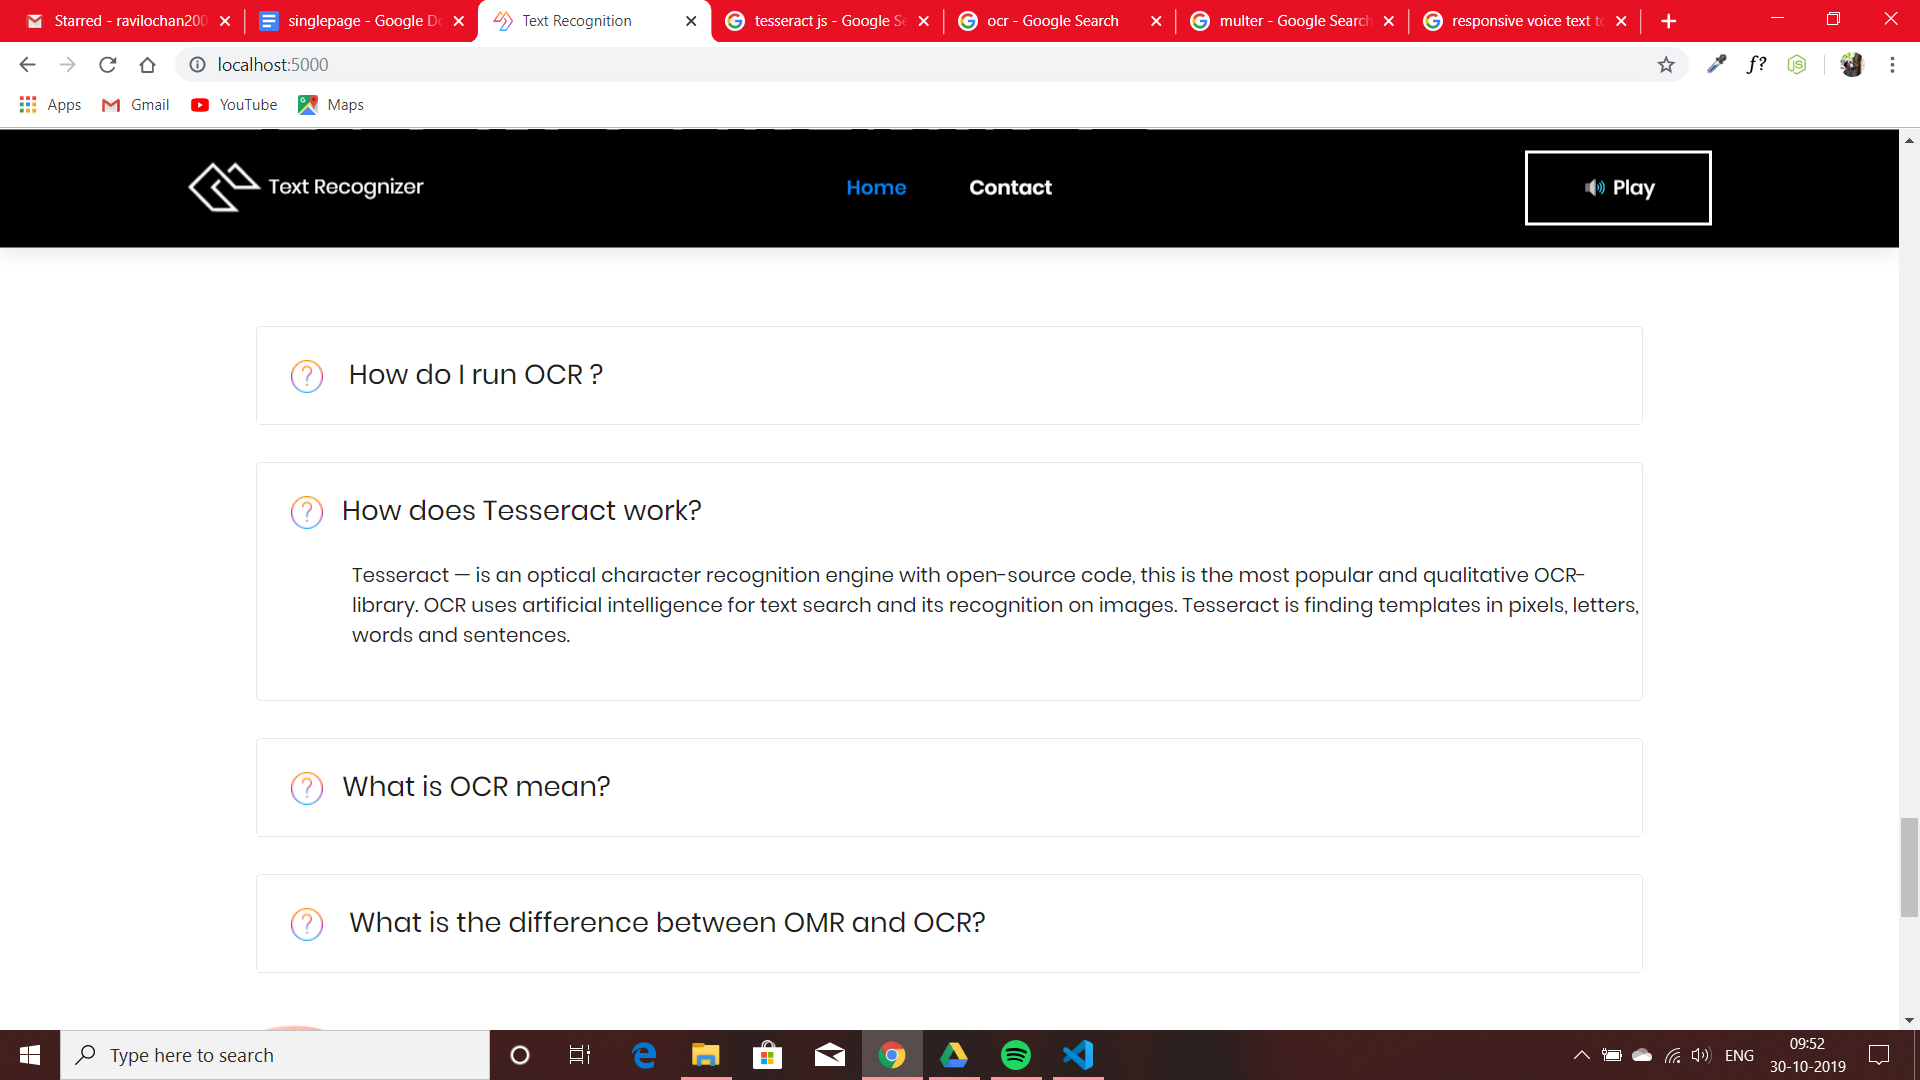 Starred - ravilochan200
singlepage - Google Do
Text Recognition
tesseract js - Google Se
ocr - Google Search
multer - Google Search
responsive voice text to
localhost:5000
f?
Apps
Gmail
YouTube
Maps
Text Recognizer
Home
Contact
Play
How do I run OCR ?
How does Tesseract work?
Tesseract — is an optical character recognition engine with open-source code, this is the most popular and qualitative OCR-
library. OCR uses artificial intelligence for text search and its recognition on images. Tesseract is finding templates in pixels, letters,
words and sentences.
What is OCR mean?
What is the difference between OMR and OCR?
Type here to search
ENG
09:52
30-10-2019